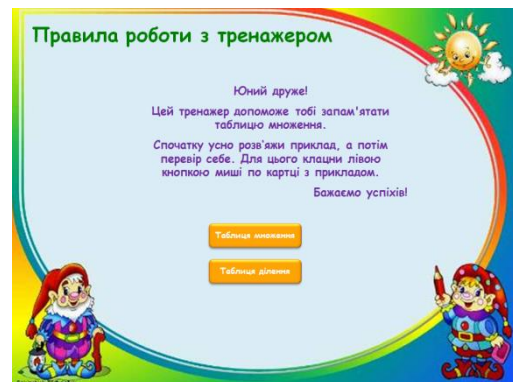 Правила роботи з тренажером
Юний друже!
Цей тренажер допоможе тобі запам'ятати
таблицю множення.
Спочатку усно розв'яжи приклад, а потім
перевір себе. Для цього клацни лівою
кнопкою миші по картці з прикладом.
Бажаємо успіхів!
Таблиця множення
Таблиця ділення